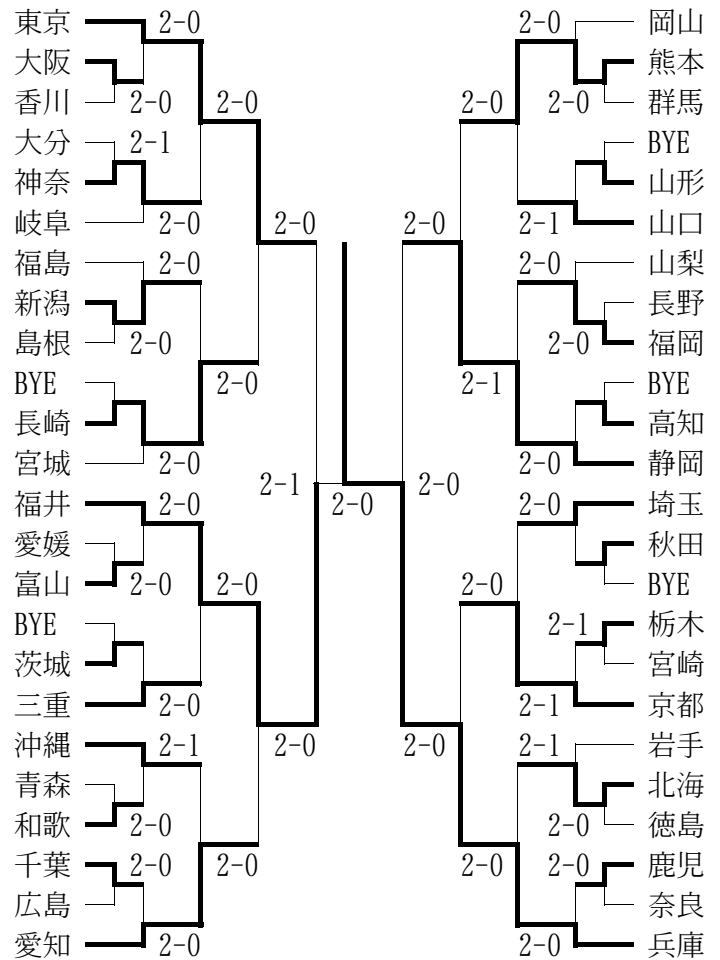 東京 2-0 2-0 岡山
大阪 熊本
香川 2-0 2-0 2-0 2-0 群馬
大分 2-1 BYE
神奈 山形
岐阜 2-0 2-0 2-0 2-1 山口
福島 2-0 2-0 山梨
新潟 長野
島根 2-0 2-0 福岡
BYE 2-0 2-1 BYE
長崎 高知
宮城 2-0 2-0 静岡
2-1 2-0
福井 2-0 2-0 2-0 埼玉
愛媛 秋田
富山 2-0 2-0 2-0 BYE
BYE 2-1 栃木
茨城 宮崎
三重 2-0 2-1 京都
沖縄 2-1 2-0 2-0 2-1 岩手
青森 北海
和歌 2-0 2-0 徳島
千葉 2-0 2-0 2-0 2-0 鹿児
広島 奈良
愛知 2-0 2-0 兵庫